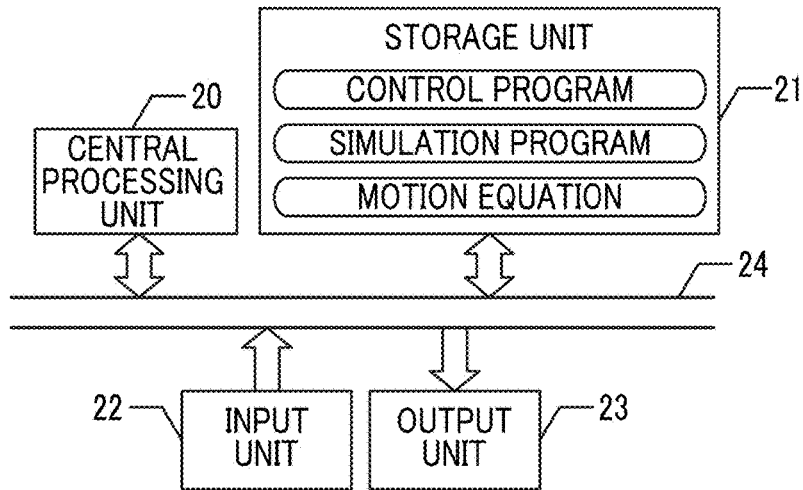 STORAGE UNIT
CONTROL PROGRAM
SIMULATION PROGRAM
MOTION EQUATION
21
20
CENTRAL
PROCESSING
UNIT
24
22
INPUT
UNIT
OUTPUT
UNIT
23